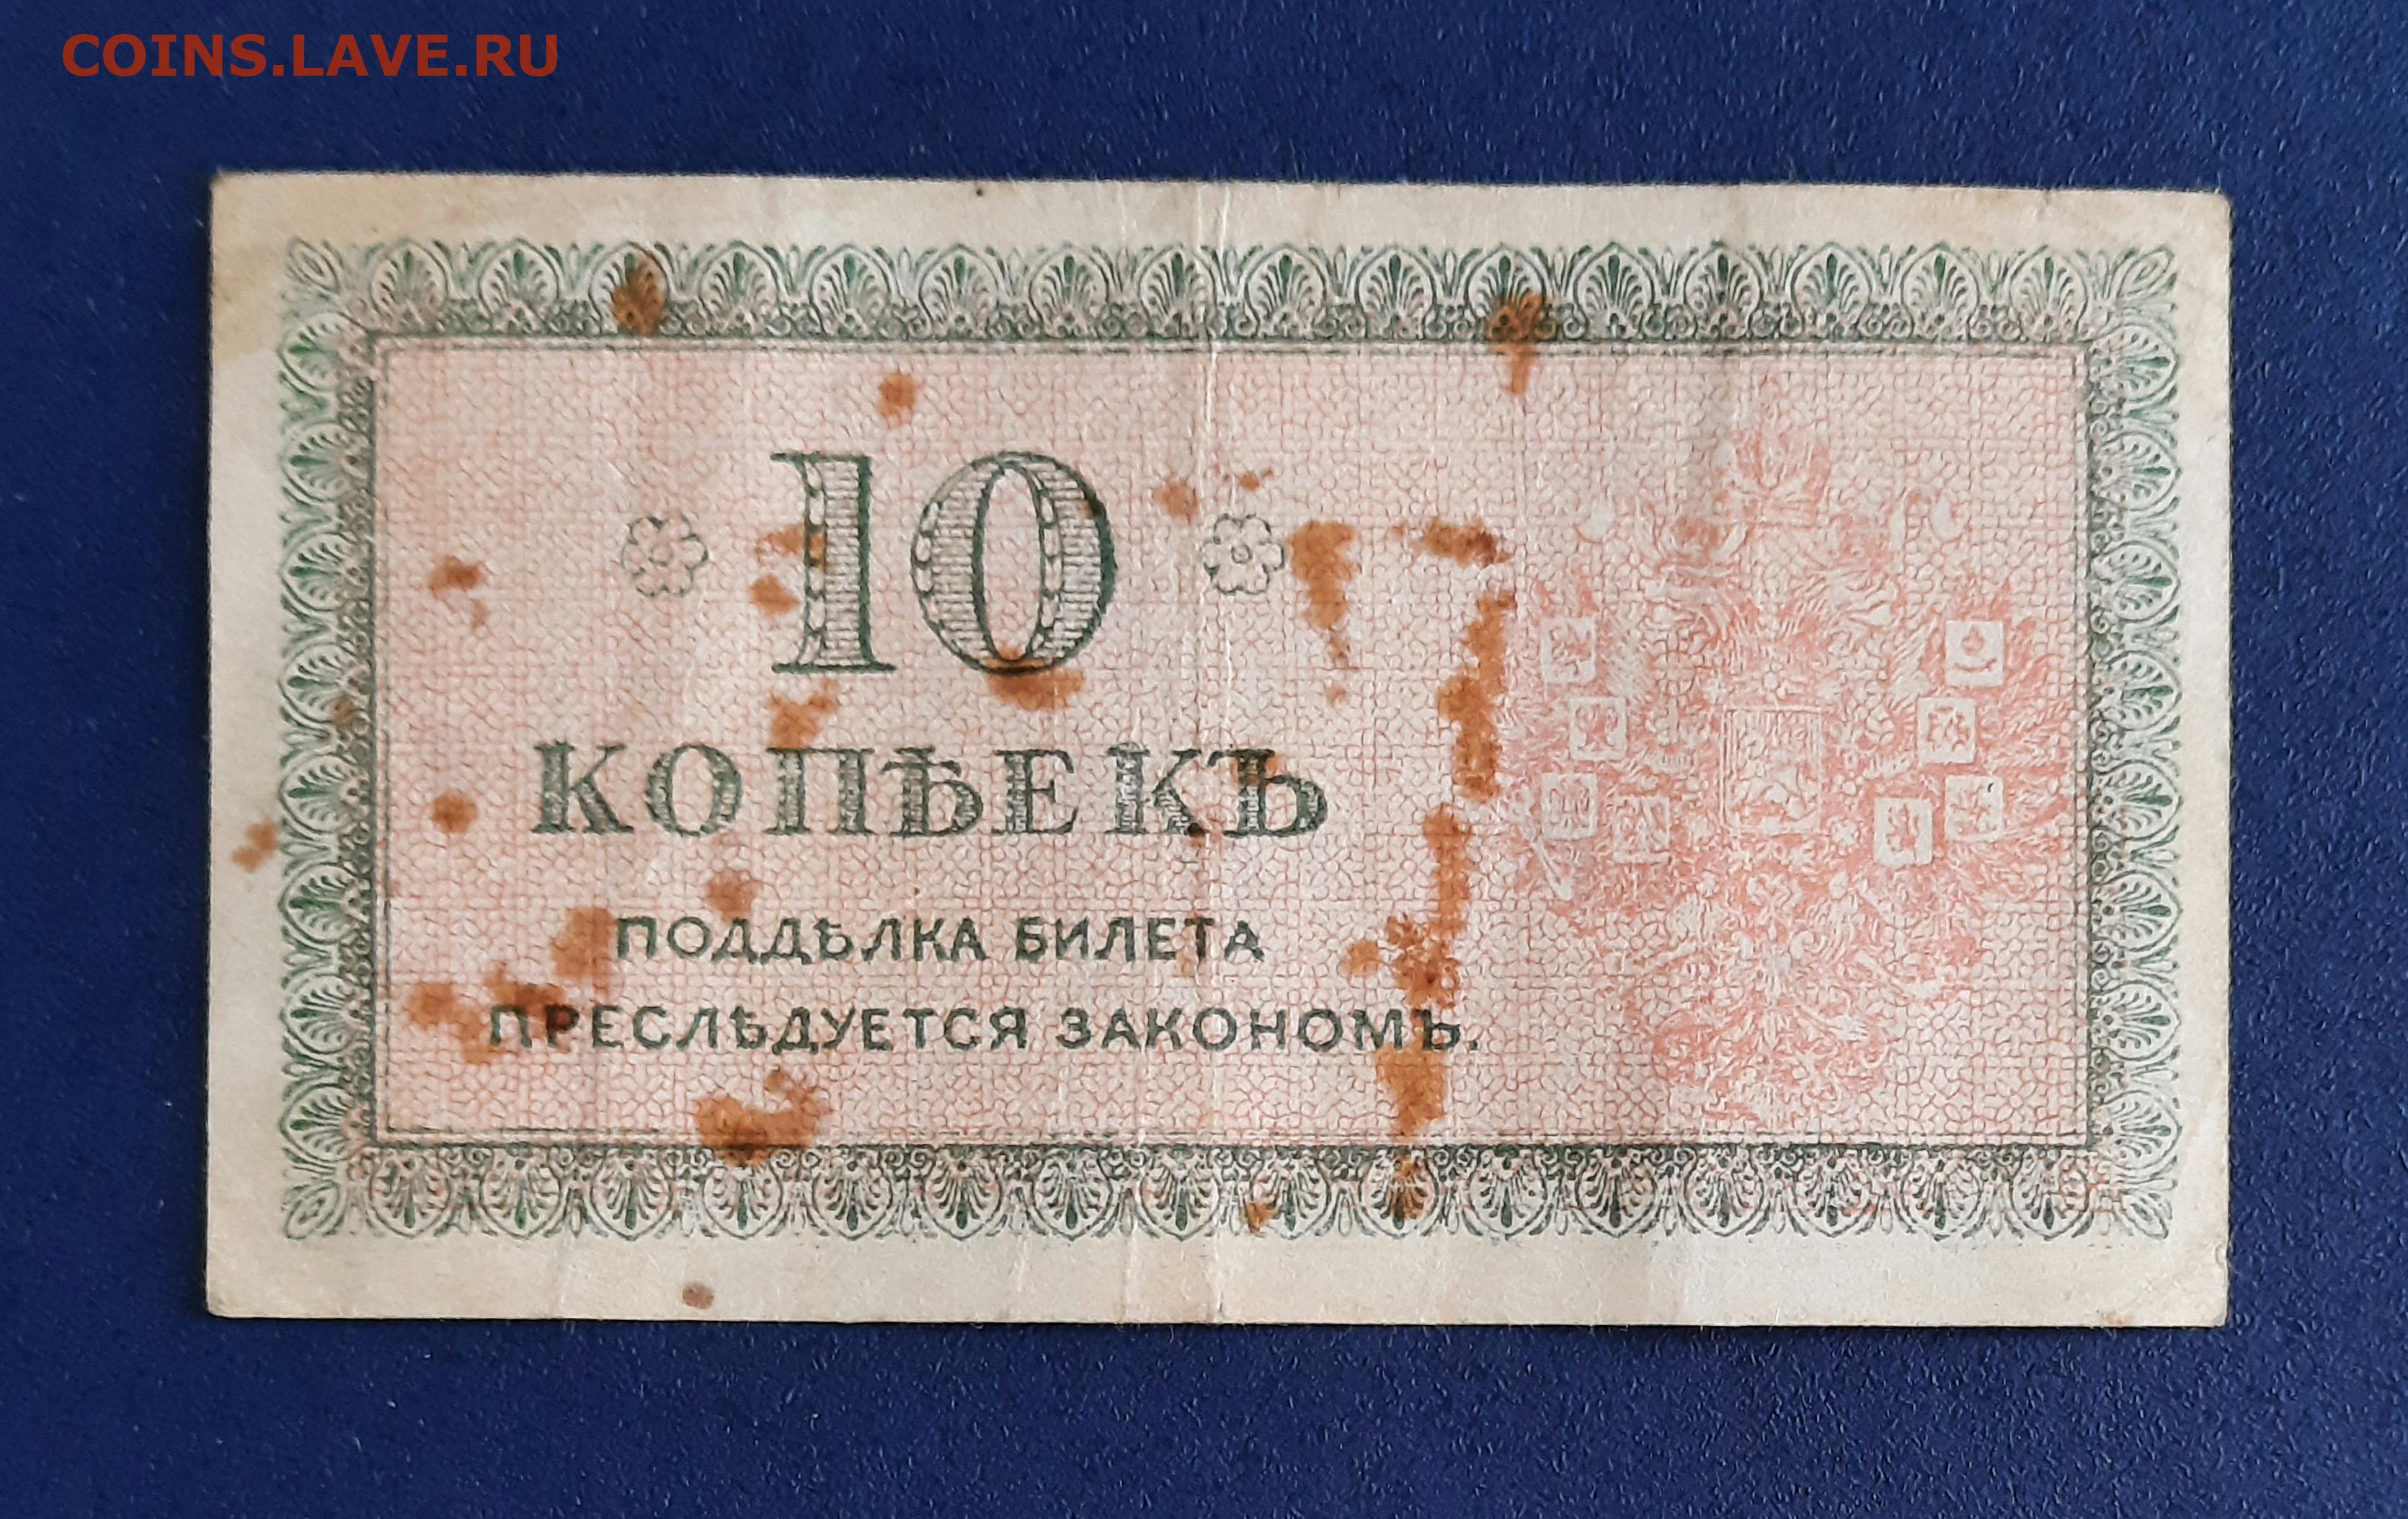 COINS.LAVE.RU
10
КОПѢЕКЪ
ПОДДѢЛКА БИЛЕТА
ПРЕСЛѢДУЕТСЯ ЗАКОНОМЪ.